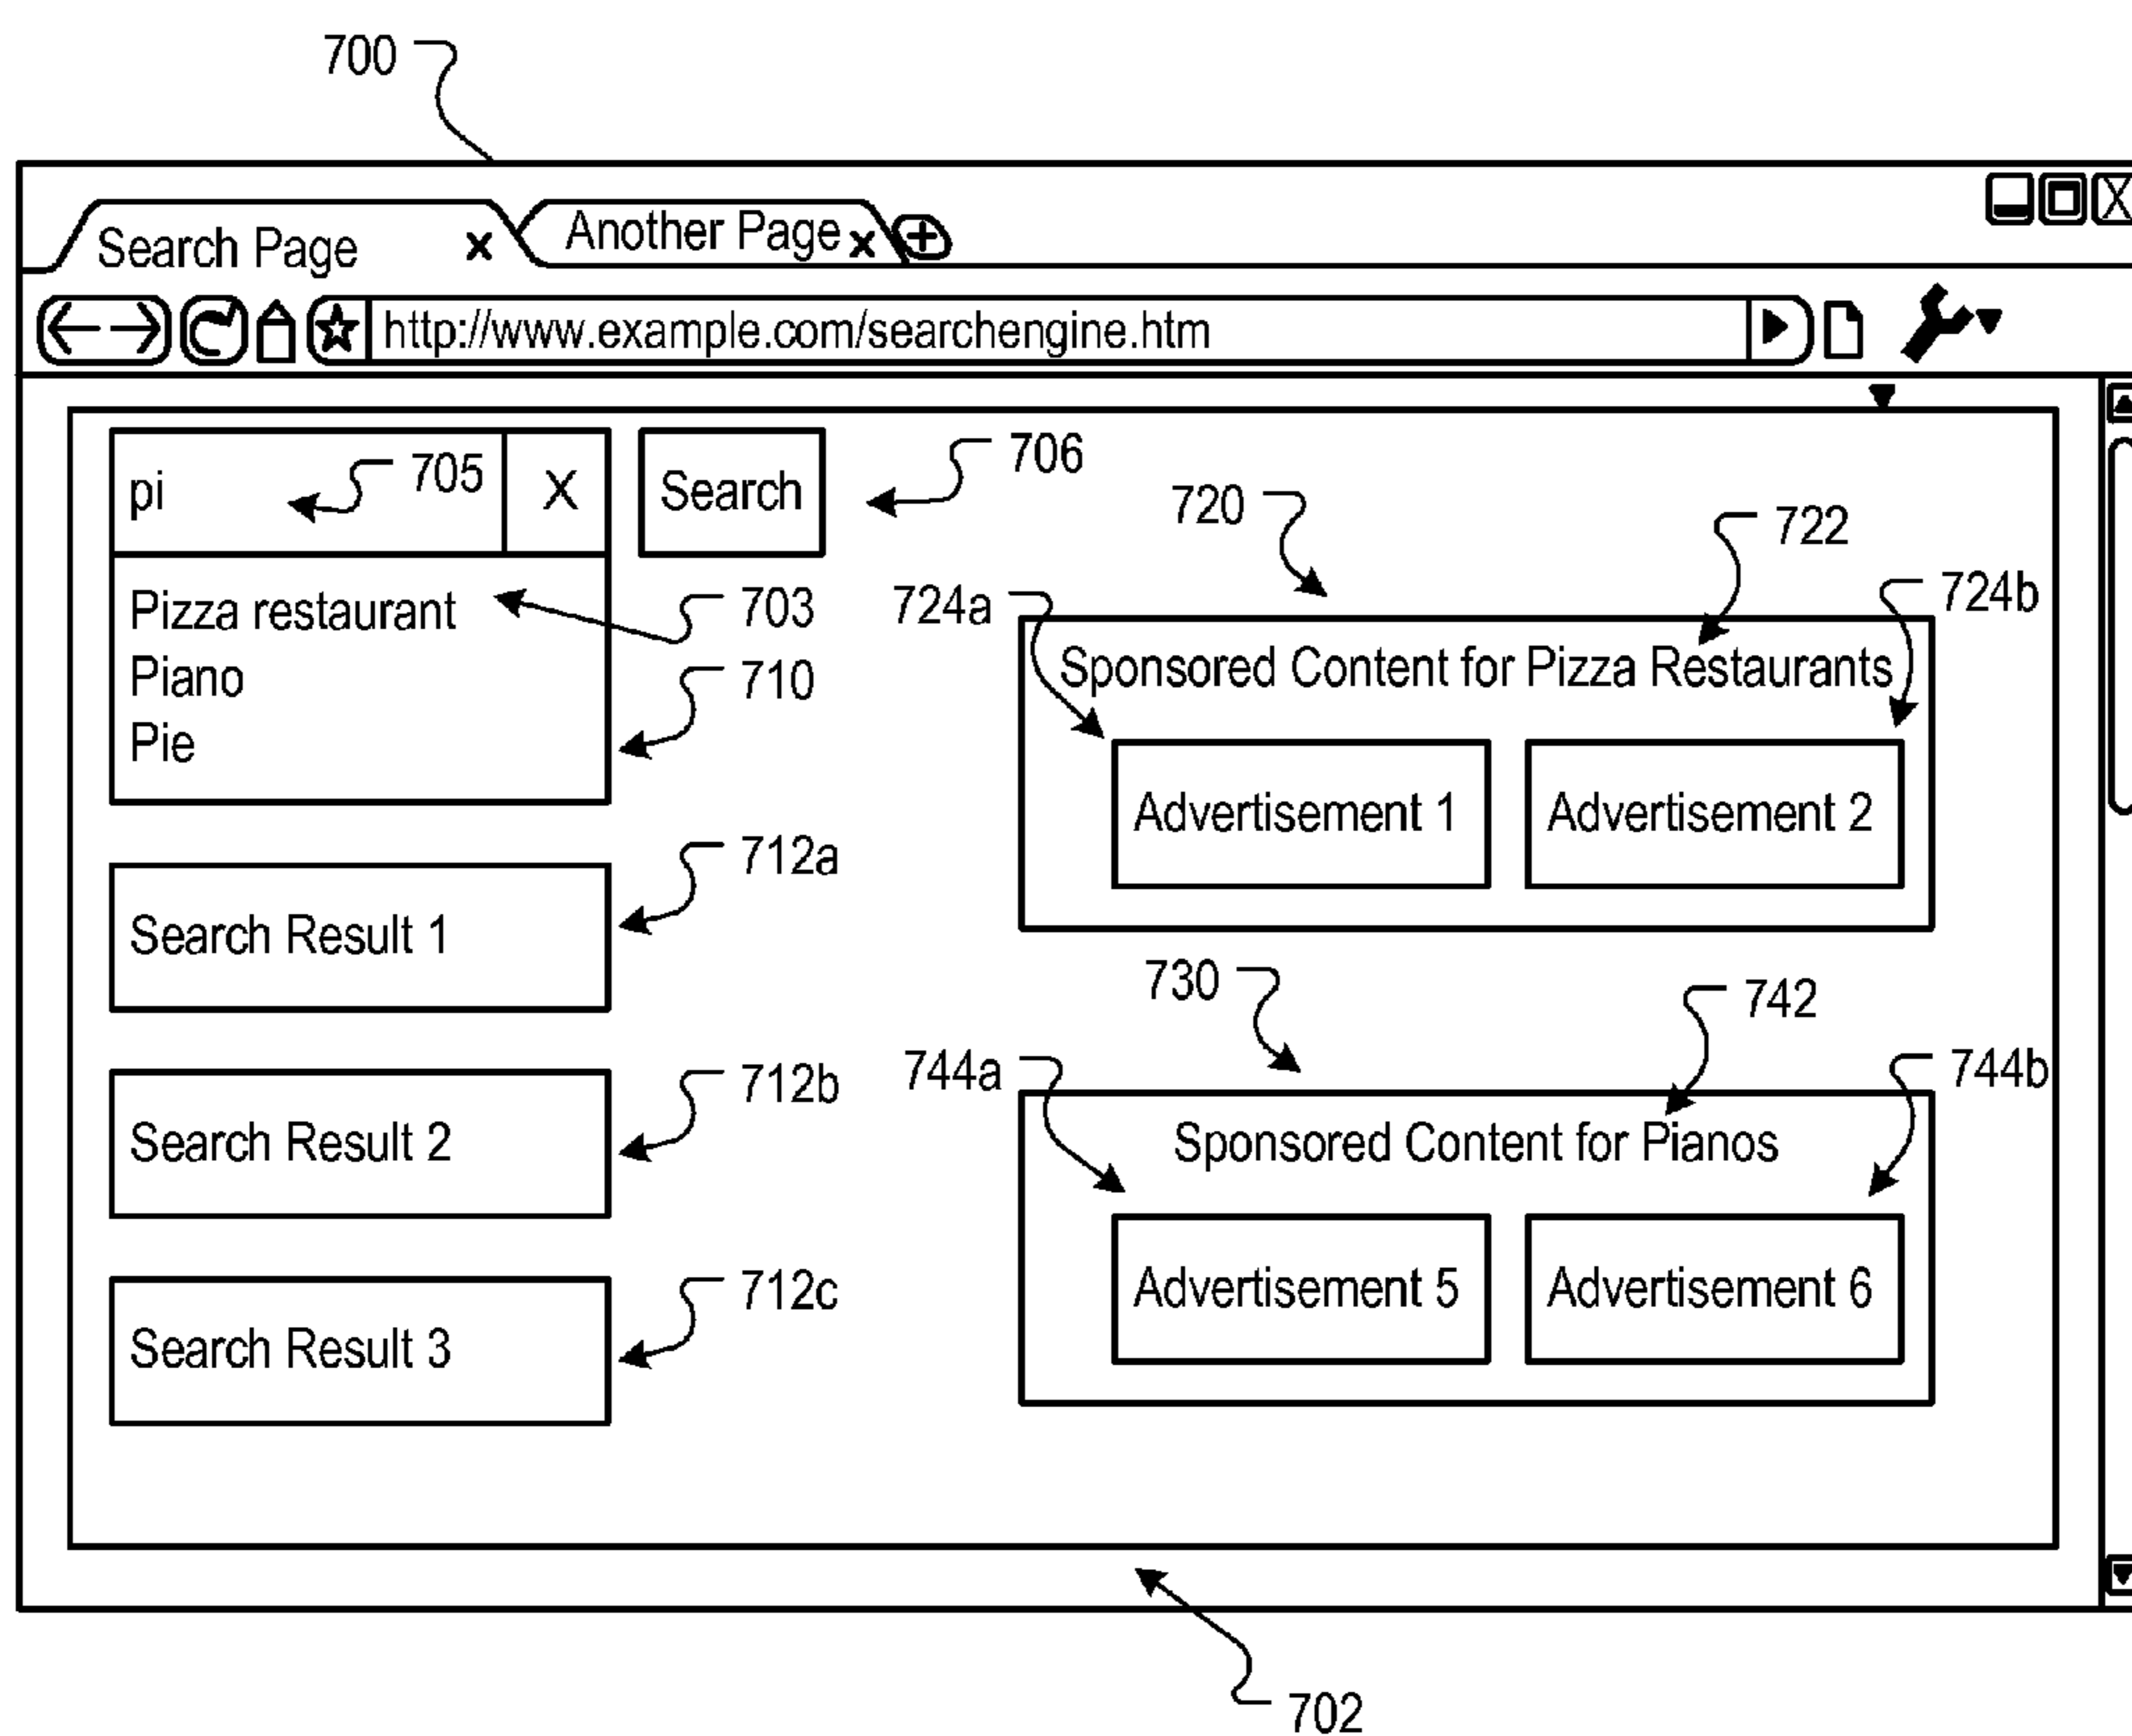 700
Search Page x Another Page x
http://www.example.com/searchengine.htm
pi 705 X Search 706
Pizza restaurant 703
Piano 710
Pie
720
722
724a
724b
Sponsored Content for Pizza Restaurants
Advertisement 1 Advertisement 2
Search Result 1 712a
730
742
744a
744b
Search Result 2 712b
Sponsored Content for Pianos
Advertisement 5 Advertisement 6
Search Result 3 712c
702